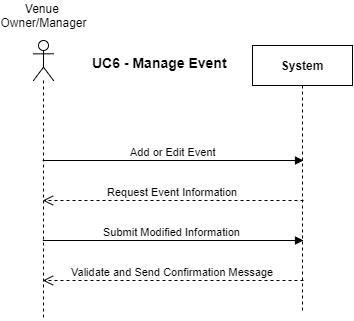 Venue
Owner/Manager
UC6 - Manage Event
System
Add or Edit Event
Request Event Information
Submit Modified Information
Validate and Send Confirmation Message